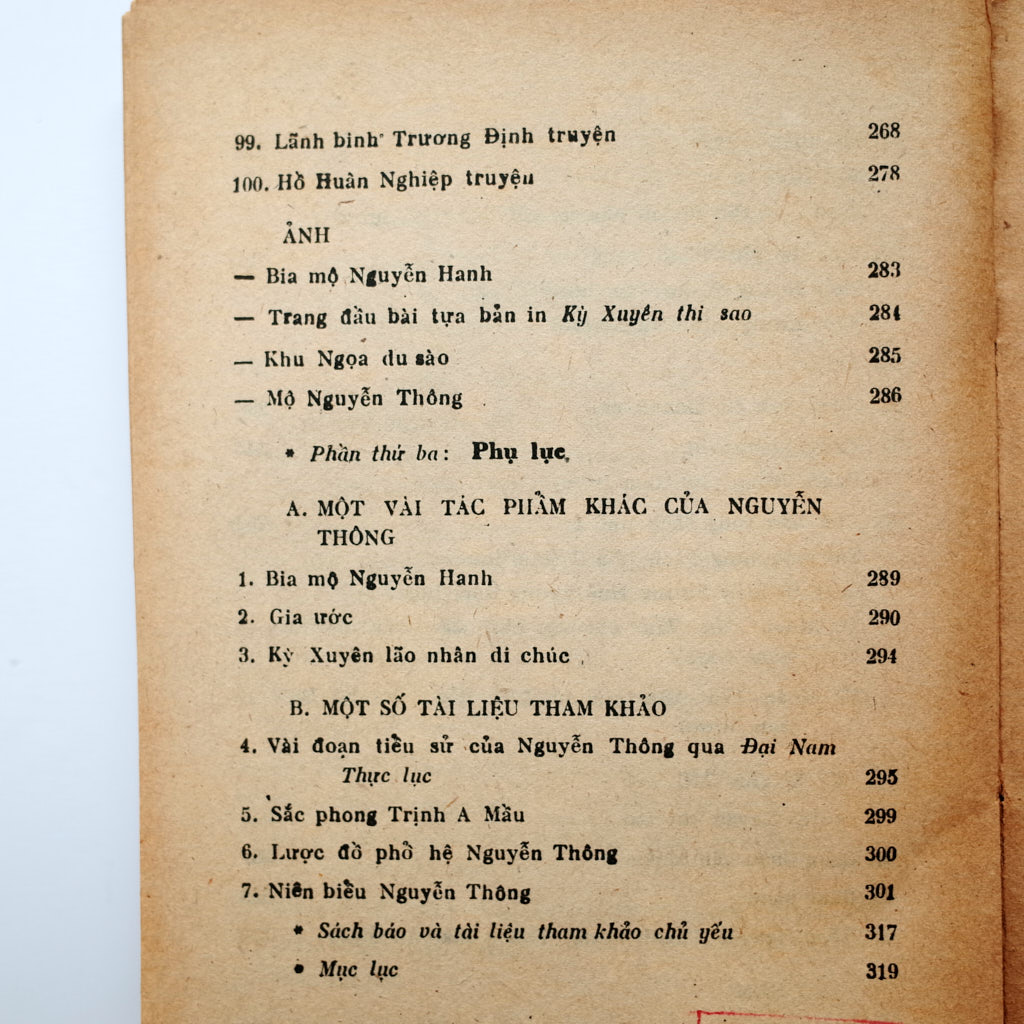 99. Lãnh binh Trương Định truyện 268
100. Hồ Huân Nghiệp truyện 278
ẢNH
— Bia mộ Nguyễn Hanh 283
— Trang đầu bài tựa bản in Kỳ Xuyên thi sao 284
— Khu Ngọa du sào 285
— Mộ Nguyễn Thông 286
* Phần thứ ba: Phụ lục
A. MỘT VÀI TÁC PHẨM KHÁC CỦA NGUYỄN
THÔNG
1. Bia mộ Nguyễn Hanh 289
2. Gia ước 290
3. Kỳ Xuyên lão nhân di chúc 294
B. MỘT SỐ TÀI LIỆU THAM KHẢO
4. Vài đoạn tiểu sử của Nguyễn Thông qua Đại Nam
Thực lục 295
5. Sắc phong Trịnh A Mầu 299
6. Lược đồ phổ hệ Nguyễn Thông 300
7. Niên biểu Nguyễn Thông 301
* Sách báo và tài liệu tham khảo chủ yếu 317
• Mục lục 319